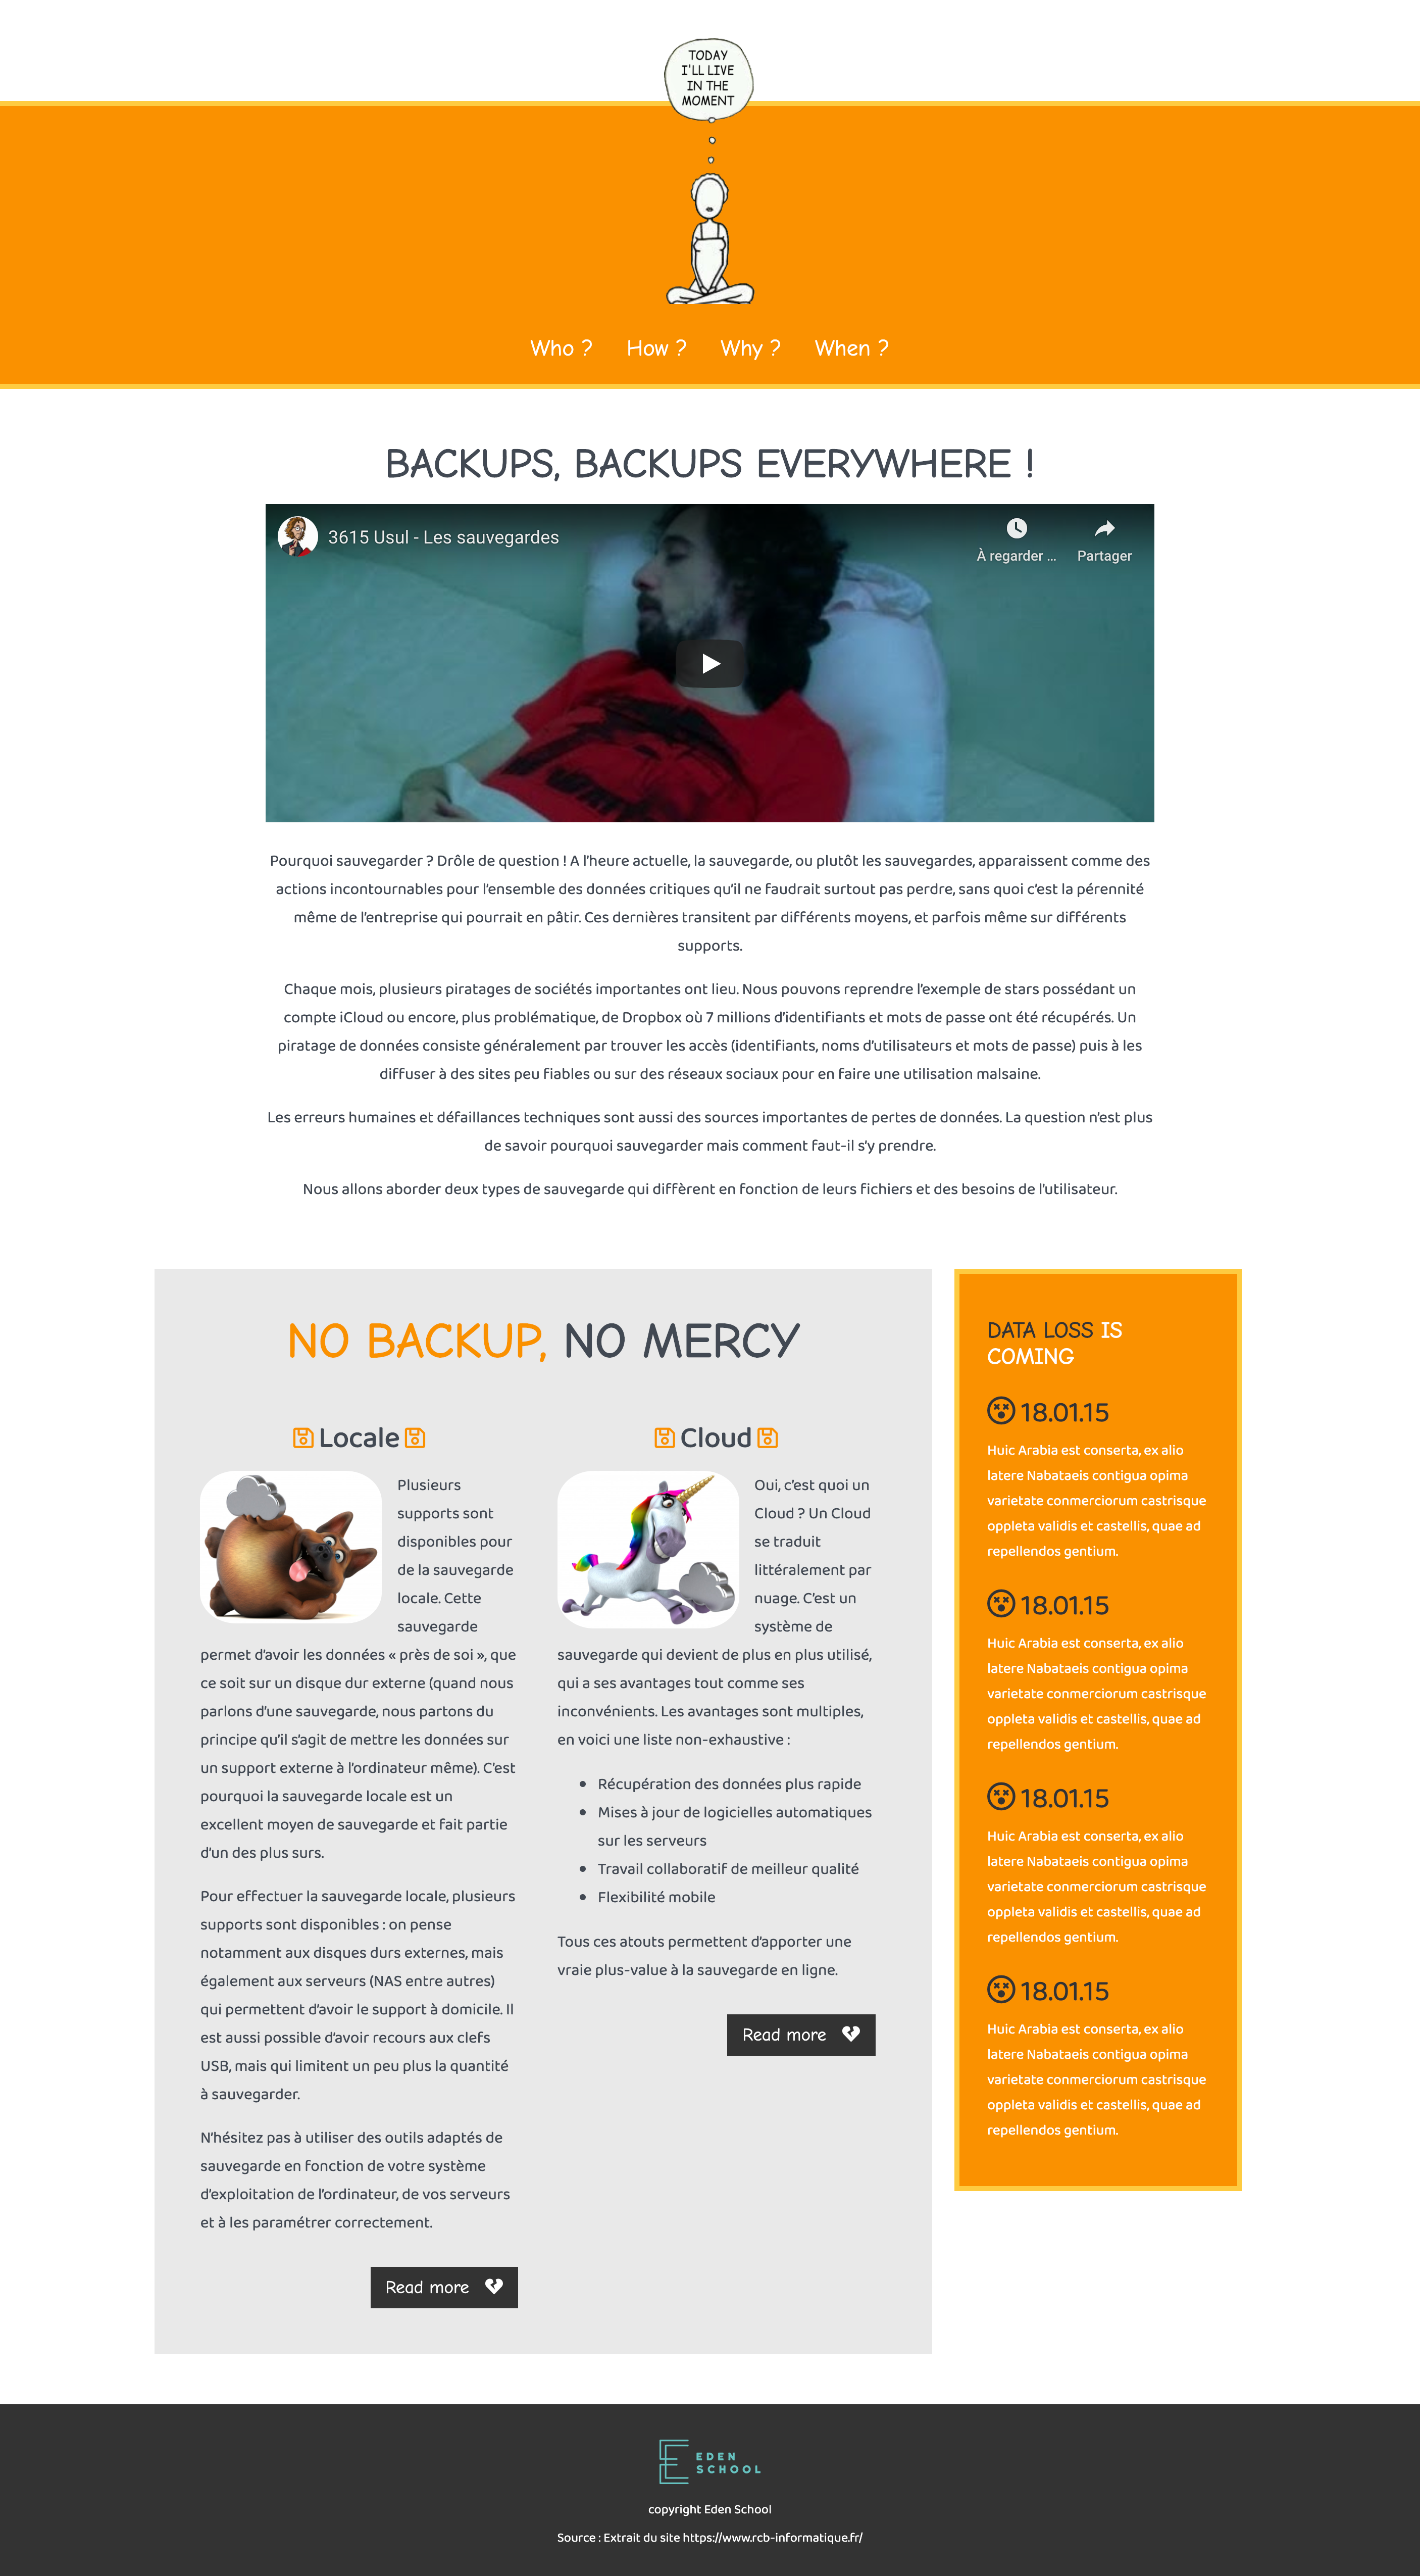 TODAY
I'LL LIVE
IN THE
MOMENT
Who ? How ? Why ? When ?
BACKUPS, BACKUPS EVERYWHERE !
3615 Usul - Les sauvegardes
À regarder ... Partager
Pourquoi sauvegarder ? Drôle de question ! A l'heure actuelle, la sauvegarde, ou plutôt les sauvegardes, apparaissent comme des
actions incontournables pour l'ensemble des données critiques qu'il ne faudrait surtout pas perdre, sans quoi c'est la pérennité
même de l'entreprise qui pourrait en pâtir. Ces dernières transitent par différents moyens, et parfois même sur différents
supports.
Chaque mois, plusieurs piratages de sociétés importantes ont lieu. Nous pouvons reprendre l'exemple de stars possédant un
compte iCloud ou encore, plus problématique, de Dropbox où 7 millions d'identifiants et mots de passe ont été récupérés. Un
piratage de données consiste généralement par trouver les accès (identifiants, noms d'utilisateurs et mots de passe) puis à les
diffuser à des sites peu fiables ou sur des réseaux sociaux pour en faire une utilisation malsaine.
Les erreurs humaines et défaillances techniques sont aussi des sources importantes de pertes de données. La question n'est plus
de savoir pourquoi sauvegarder mais comment faut-il s'y prendre.
Nous allons aborder deux types de sauvegarde qui diffèrent en fonction de leurs fichiers et des besoins de l'utilisateur.
NO BACKUP, NO MERCY
Locale
Plusieurs
supports sont
disponibles pour
de la sauvegarde
locale. Cette
sauvegarde
permet d'avoir les données « près de soi », que
ce soit sur un disque dur externe (quand nous
parlons d'une sauvegarde, nous partons du
principe qu'il s'agit de mettre les données sur
un support externe à l'ordinateur même). C'est
pourquoi la sauvegarde locale est un
excellent moyen de sauvegarde et fait partie
d'un des plus surs.
Pour effectuer la sauvegarde locale, plusieurs
supports sont disponibles : on pense
notamment aux disques durs externes, mais
également aux serveurs (NAS entre autres)
qui permettent d'avoir le support à domicile. Il
est aussi possible d'avoir recours aux clefs
USB, mais qui limitent un peu plus la quantité
à sauvegarder.
N'hésitez pas à utiliser des outils adaptés de
sauvegarde en fonction de votre système
d'exploitation de l'ordinateur, de vos serveurs
et à les paramétrer correctement.
Read more
Cloud
Oui, c'est quoi un
Cloud ? Un Cloud
se traduit
littéralement par
nuage. C'est un
système de
sauvegarde qui devient de plus en plus utilisé,
qui a ses avantages tout comme ses
inconvénients. Les avantages sont multiples,
en voici une liste non-exhaustive :
• Récupération des données plus rapide
• Mises à jour de logicielles automatiques
sur les serveurs
• Travail collaboratif de meilleur qualité
• Flexibilité mobile
Tous ces atouts permettent d'apporter une
vraie plus-value à la sauvegarde en ligne.
Read more
DATA LOSS IS
COMING
18.01.15
Huic Arabia est conserta, ex alio
latere Nabataeis contigua opima
varietate conmerciorum castrisque
oppleta validis et castellis, quae ad
repellendos gentium.
18.01.15
Huic Arabia est conserta, ex alio
latere Nabataeis contigua opima
varietate conmerciorum castrisque
oppleta validis et castellis, quae ad
repellendos gentium.
18.01.15
Huic Arabia est conserta, ex alio
latere Nabataeis contigua opima
varietate conmerciorum castrisque
oppleta validis et castellis, quae ad
repellendos gentium.
18.01.15
Huic Arabia est conserta, ex alio
latere Nabataeis contigua opima
varietate conmerciorum castrisque
oppleta validis et castellis, quae ad
repellendos gentium.
EDEN
SCHOOL
copyright Eden School
Source : Extrait du site https://www.rcb-informatique.fr/